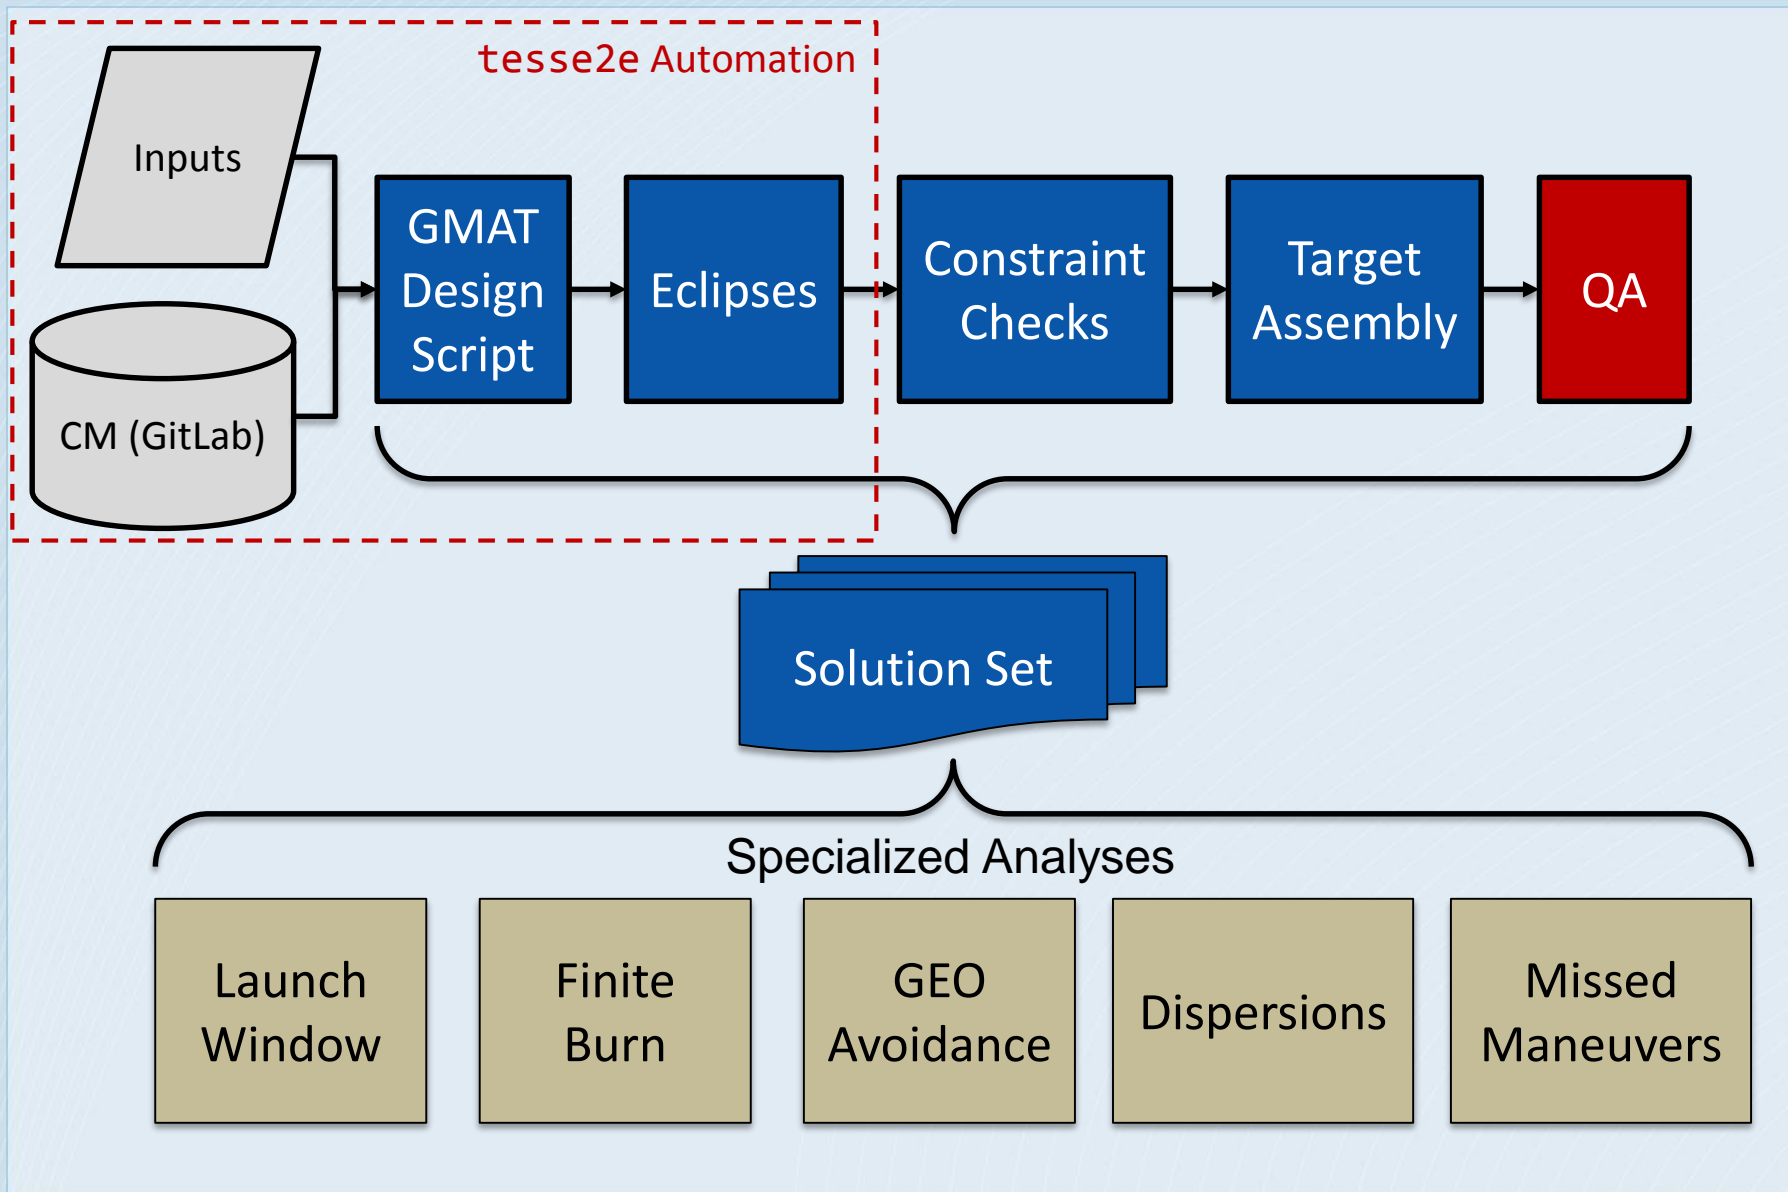 tesse2e Automation
Inputs
CM (GitLab)
GMAT
Design
Script
Eclipses
Constraint
Checks
Target
Assembly
QA
Solution Set
Specialized Analyses
Launch
Window
Finite
Burn
GEO
Avoidance
Dispersions
Missed
Maneuvers